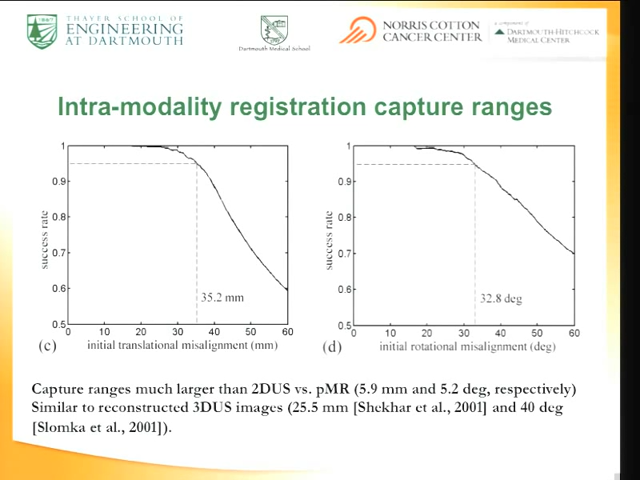 THAYER SCHOOL OF
ENGINEERING
AT DARTMOUTH
Dartmouth Medical School
NORRIS COTTON
CANCER CENTER
a component of
DARTMOUTH-HITCHCOCK
MEDICAL CENTER
Intra-modality registration capture ranges
1
0.9
0.8
0.7
0.6
0.5
success rate
35.2 mm
0 10 20 30 40 50 60
(c) initial translational misalignment (mm)
1
0.9
0.8
0.7
0.6
0.5
success rate
32.8 deg
0 10 20 30 40 50 60
(d) initial rotational misalignment (deg)
Capture ranges much larger than 2DUS vs. pMR (5.9 mm and 5.2 deg, respectively)
Similar to reconstructed 3DUS images (25.5 mm [Shekhar et al., 2001] and 40 deg
[Slomka et al., 2001]).